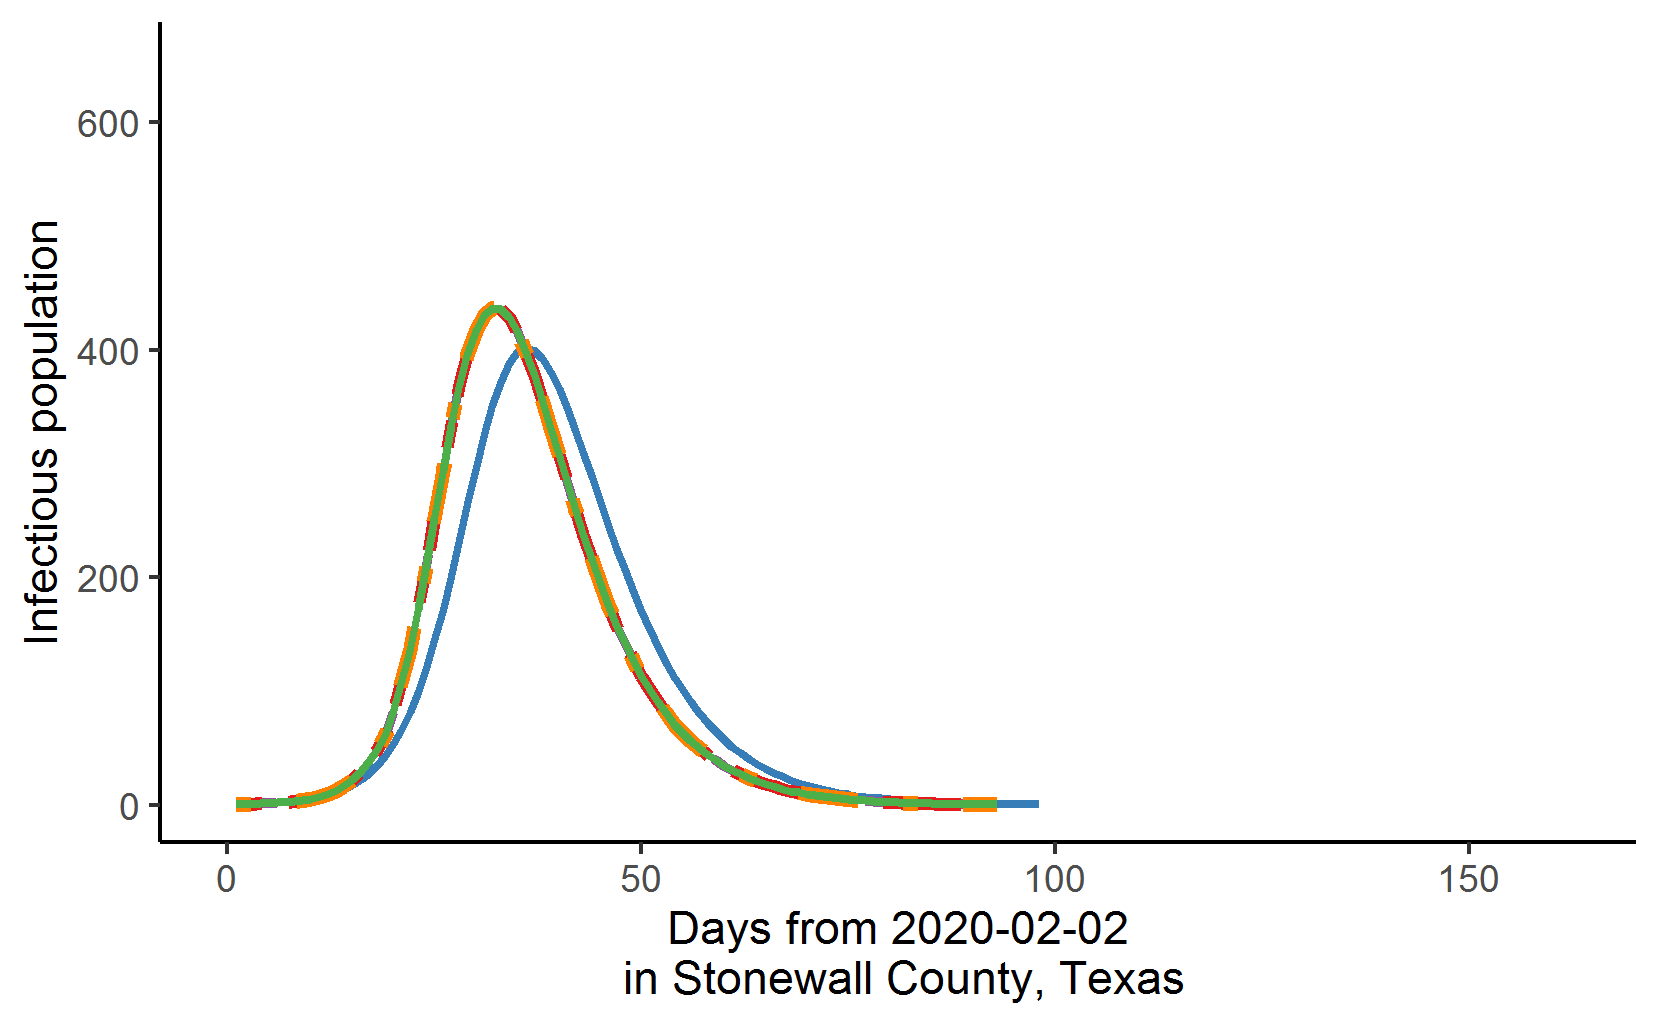 Infectious population
600
400
200
0
0 50 100 150
Days from 2020-02-02
in Stonewall County, Texas